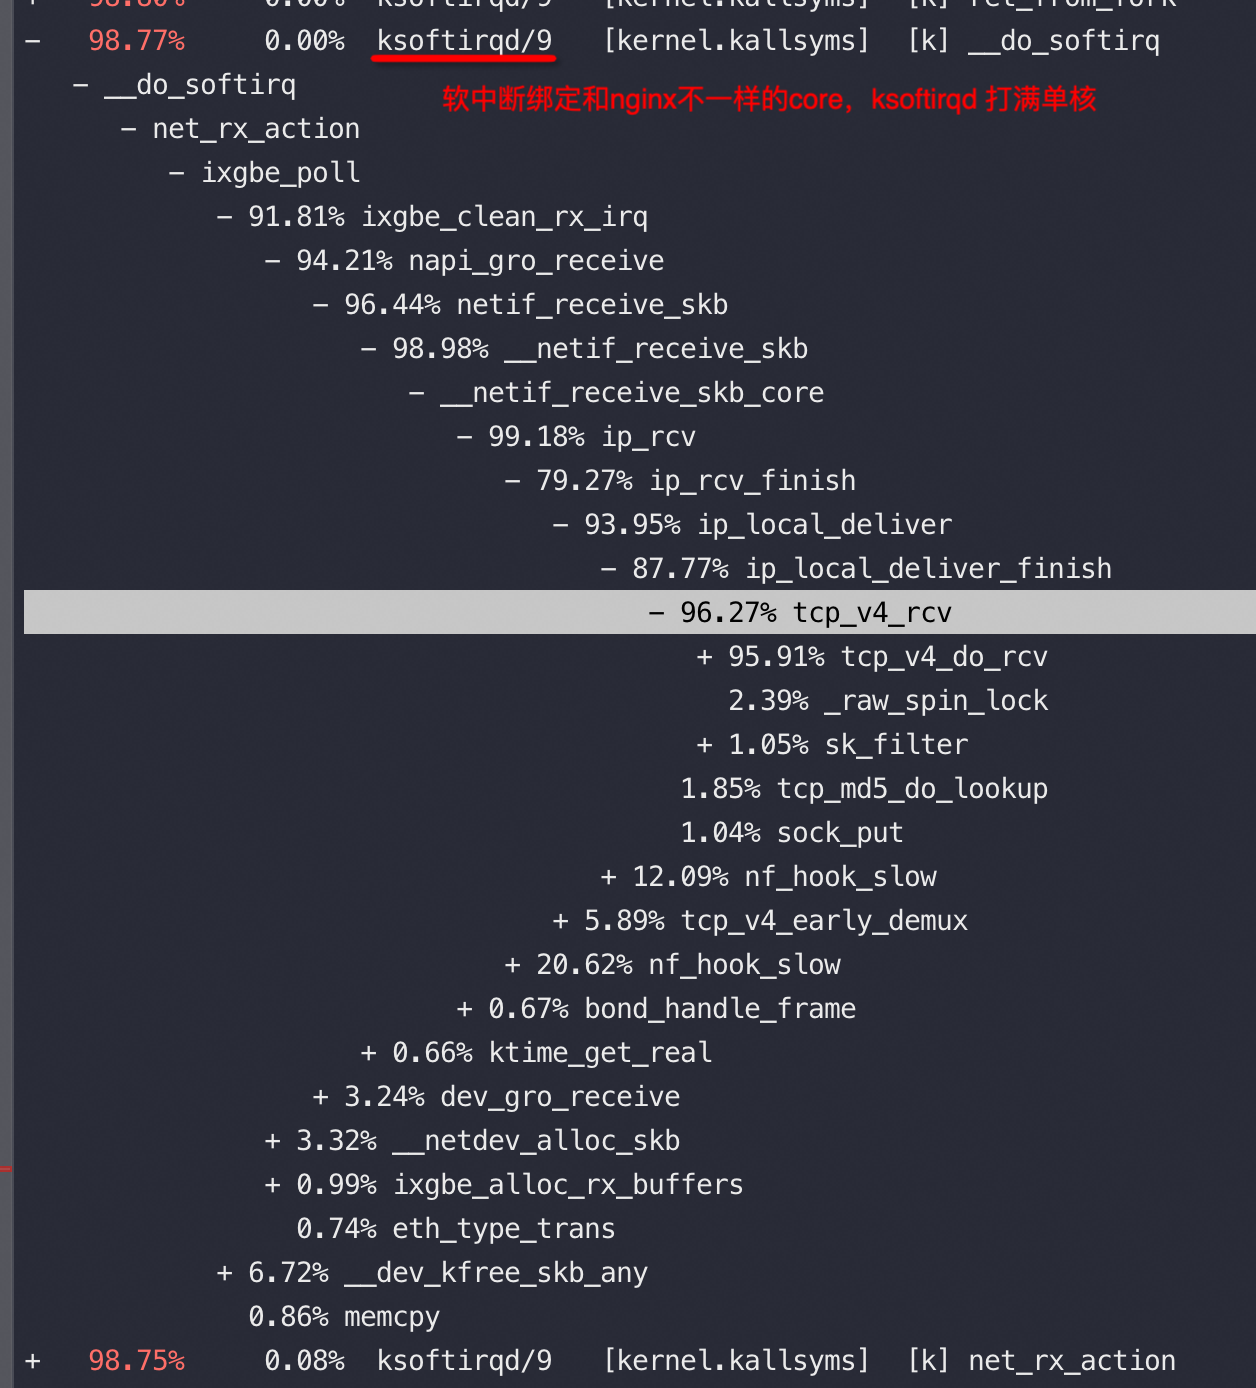 + 98.80% 0.00% ksoftirqd/9 [kernel.kallsyms] [k] ret_from_fork
− 98.77% 0.00% ksoftirqd/9 [kernel.kallsyms] [k] __do_softirq
− __do_softirq
软中断绑定和nginx不一样的core，ksoftirqd 打满单核
− net_rx_action
− ixgbe_poll
− 91.81% ixgbe_clean_rx_irq
− 94.21% napi_gro_receive
− 96.44% netif_receive_skb
− 98.98% __netif_receive_skb
− __netif_receive_skb_core
− 99.18% ip_rcv
− 79.27% ip_rcv_finish
− 93.95% ip_local_deliver
− 87.77% ip_local_deliver_finish
− 96.27% tcp_v4_rcv
+ 95.91% tcp_v4_do_rcv
2.39% _raw_spin_lock
+ 1.05% sk_filter
1.85% tcp_md5_do_lookup
1.04% sock_put
+ 12.09% nf_hook_slow
+ 5.89% tcp_v4_early_demux
+ 20.62% nf_hook_slow
+ 0.67% bond_handle_frame
+ 0.66% ktime_get_real
+ 3.24% dev_gro_receive
+ 3.32% __netdev_alloc_skb
+ 0.99% ixgbe_alloc_rx_buffers
0.74% eth_type_trans
+ 6.72% __dev_kfree_skb_any
0.86% memcpy
+ 98.75% 0.08% ksoftirqd/9 [kernel.kallsyms] [k] net_rx_action